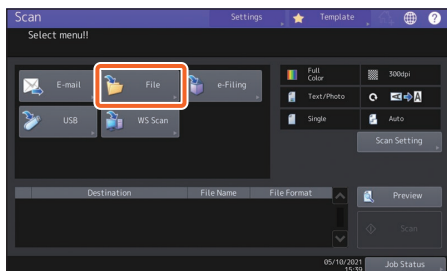 Scan
Settings
Template
?
Select menu!!
E-mail
File
e-Filing
USB
WS Scan
Full
Color
300dpi
Text/Photo
A A
Single
Auto
Scan Setting
Destination
File Name
File Format
Preview
Scan
05/10/2021
15:39
Job Status